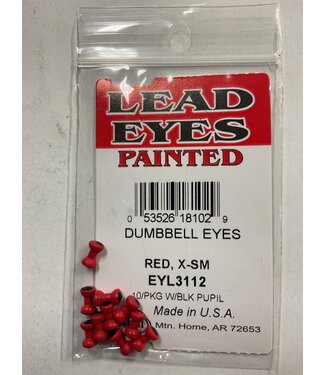 LEAD
EYES
PAINTED
0 53526 18102 9
DUMBBELL EYES
RED, X-SM
EYL3112
10/PKG W/BLK PUPIL
Made in U.S.A.
Mtn. Home, AR 72653